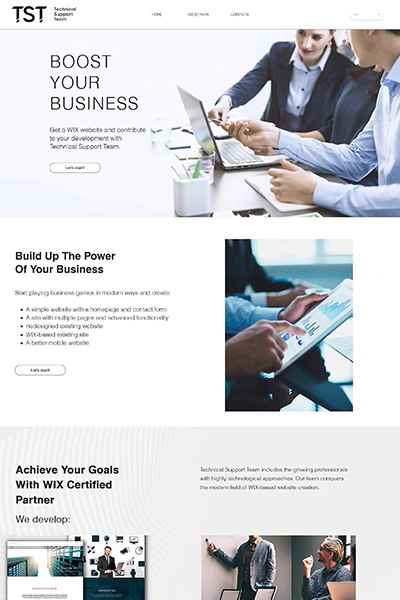 TST
Technical
Support
Team
HOME
ORDER NOW
CONTACTS
BOOST
YOUR
BUSINESS
Get a WIX website and contribute
to your development with
Technical Support Team.
Let's start!
Build Up The Power
Of Your Business
Start playing business games in modern ways and create:
A simple website with a homepage and contact form
A site with multiple pages and advanced functionality
Redesigned existing website
WIX-based existing site
A better mobile website
Let's start!
Achieve Your Goals
With WIX Certified
Partner
We develop:
Technical Support Team includes the growing professionals
with highly technological approaches. Our team conquers
the modern field of WIX-based website creation.